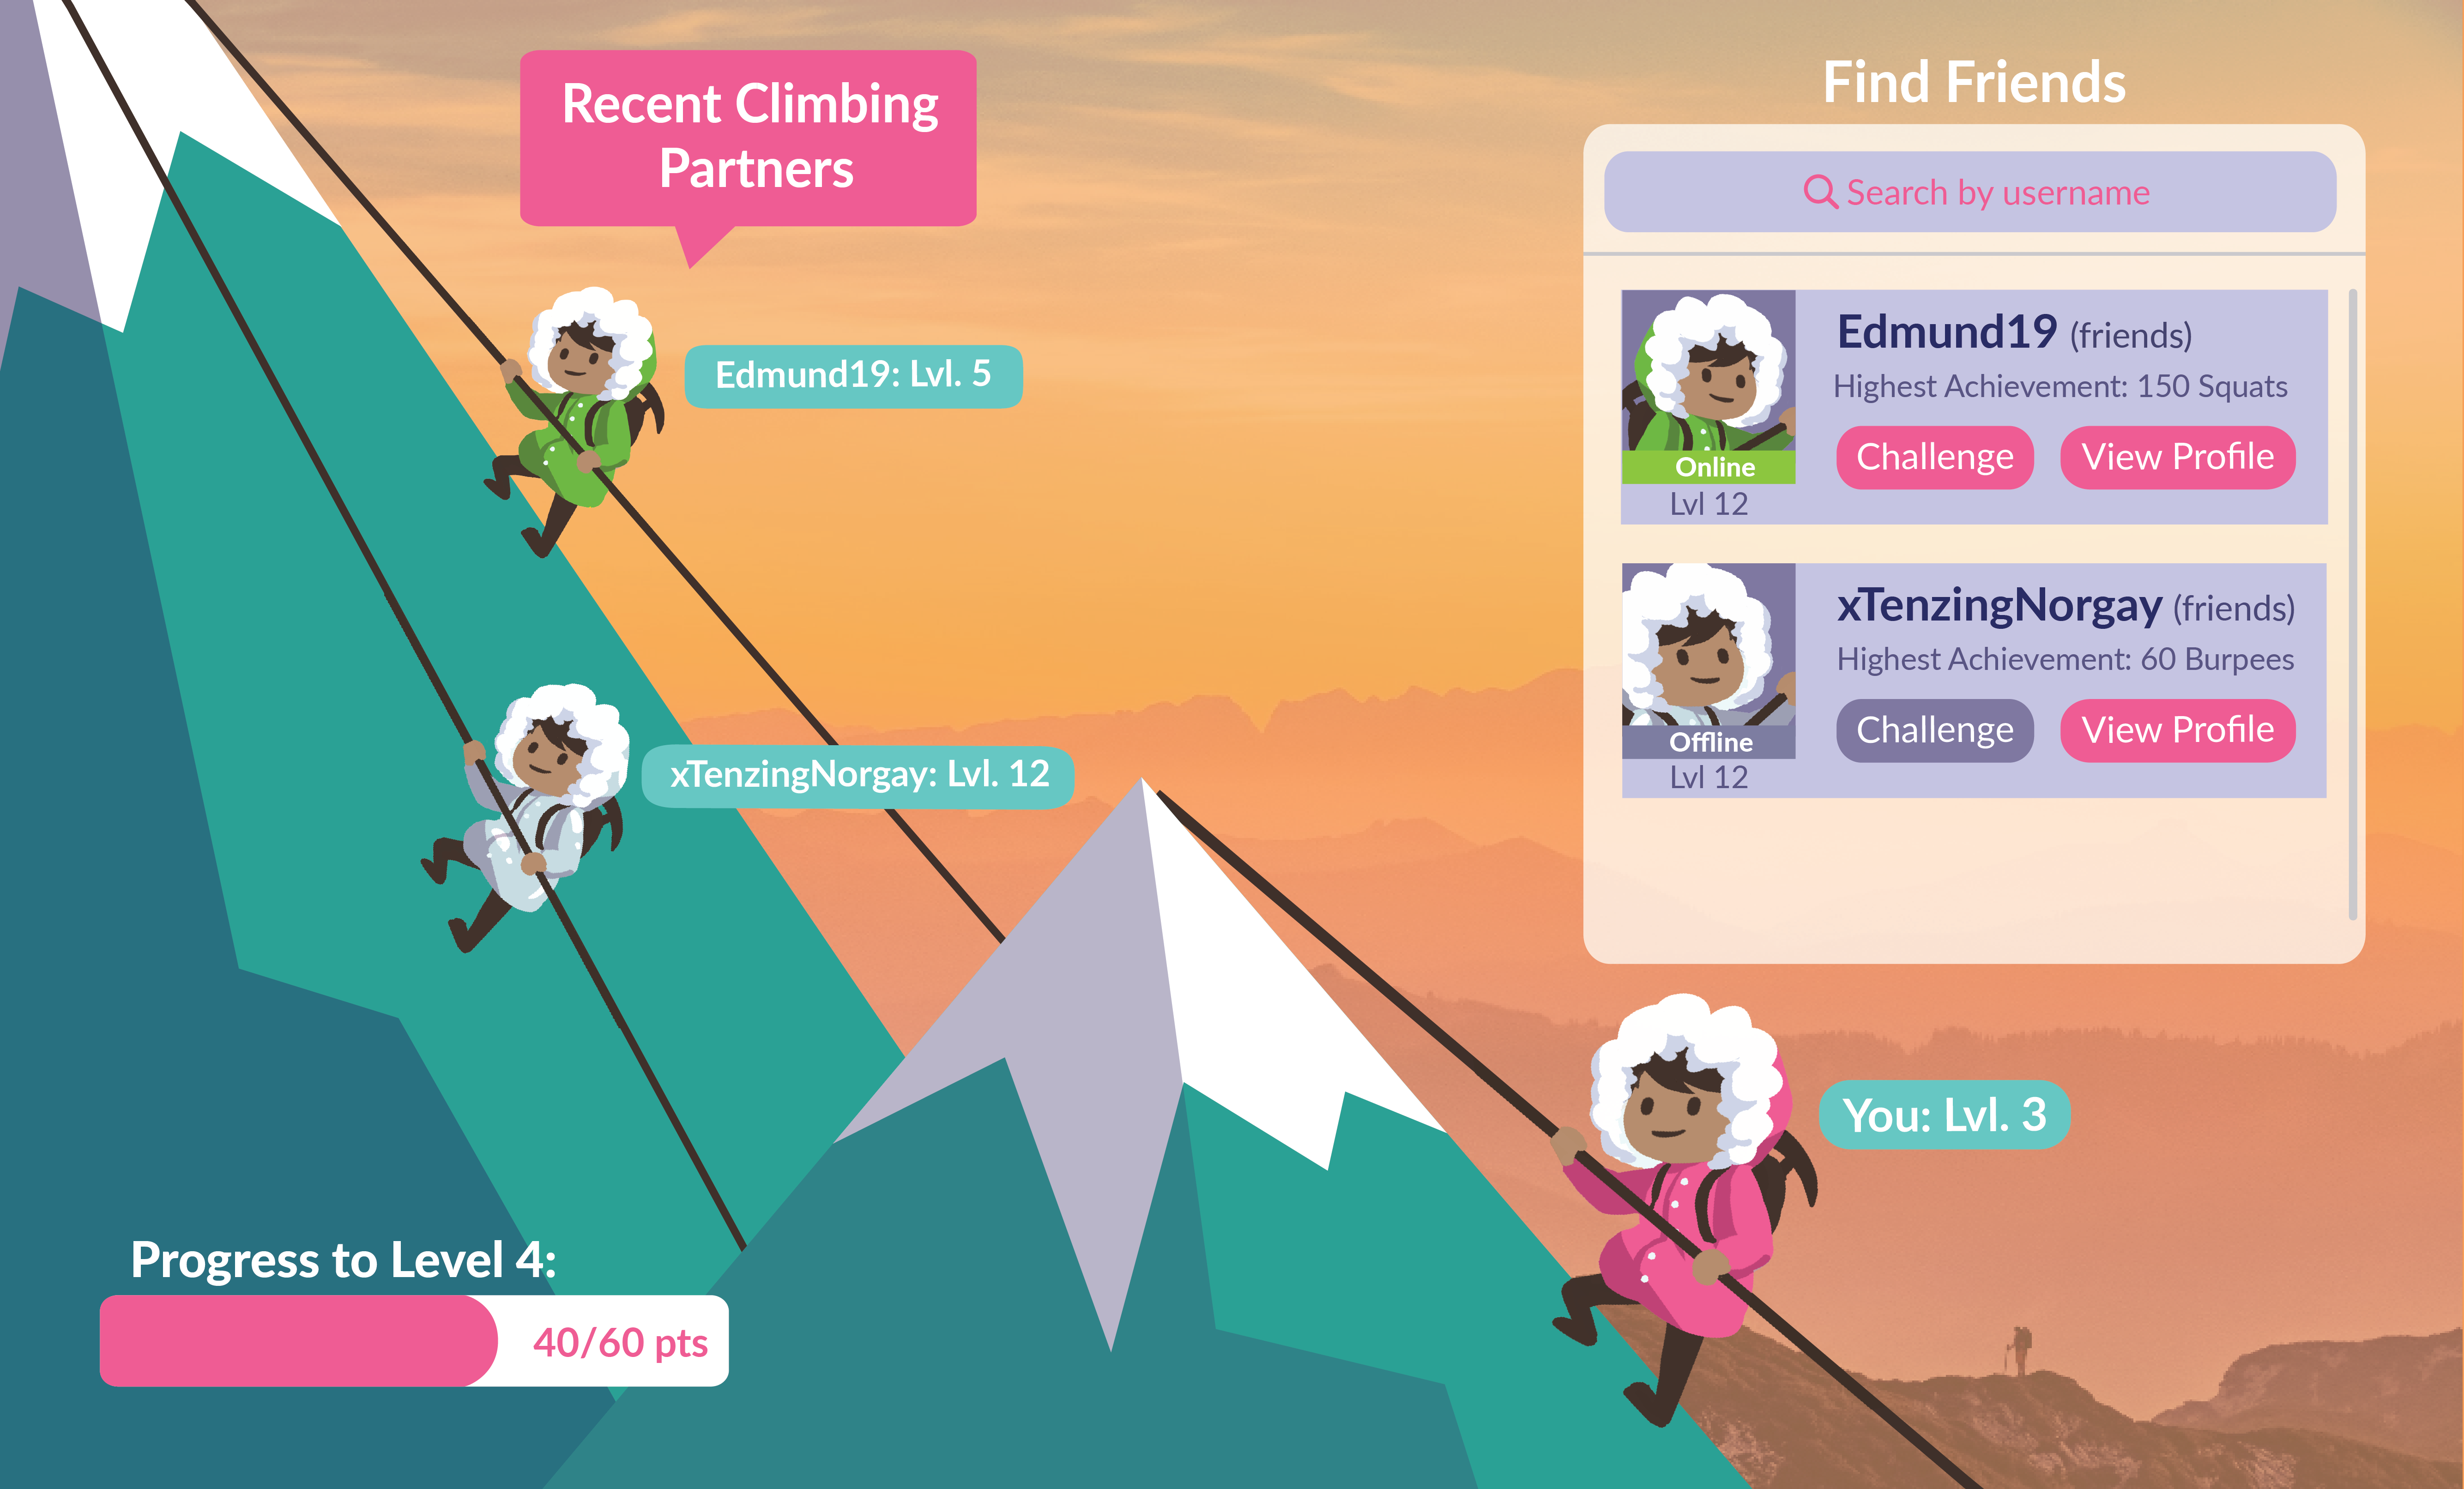 Recent Climbing
Partners
Edmund19: Lvl. 5
xTenzingNorgay: Lvl. 12
Progress to Level 4:
40/60 pts
Find Friends
Search by username
Edmund19 (friends)
Highest Achievement: 150 Squats
Challenge View Profile
Online
Lvl 12
xTenzingNorgay (friends)
Highest Achievement: 60 Burpees
Challenge View Profile
Offline
Lvl 12
You: Lvl. 3